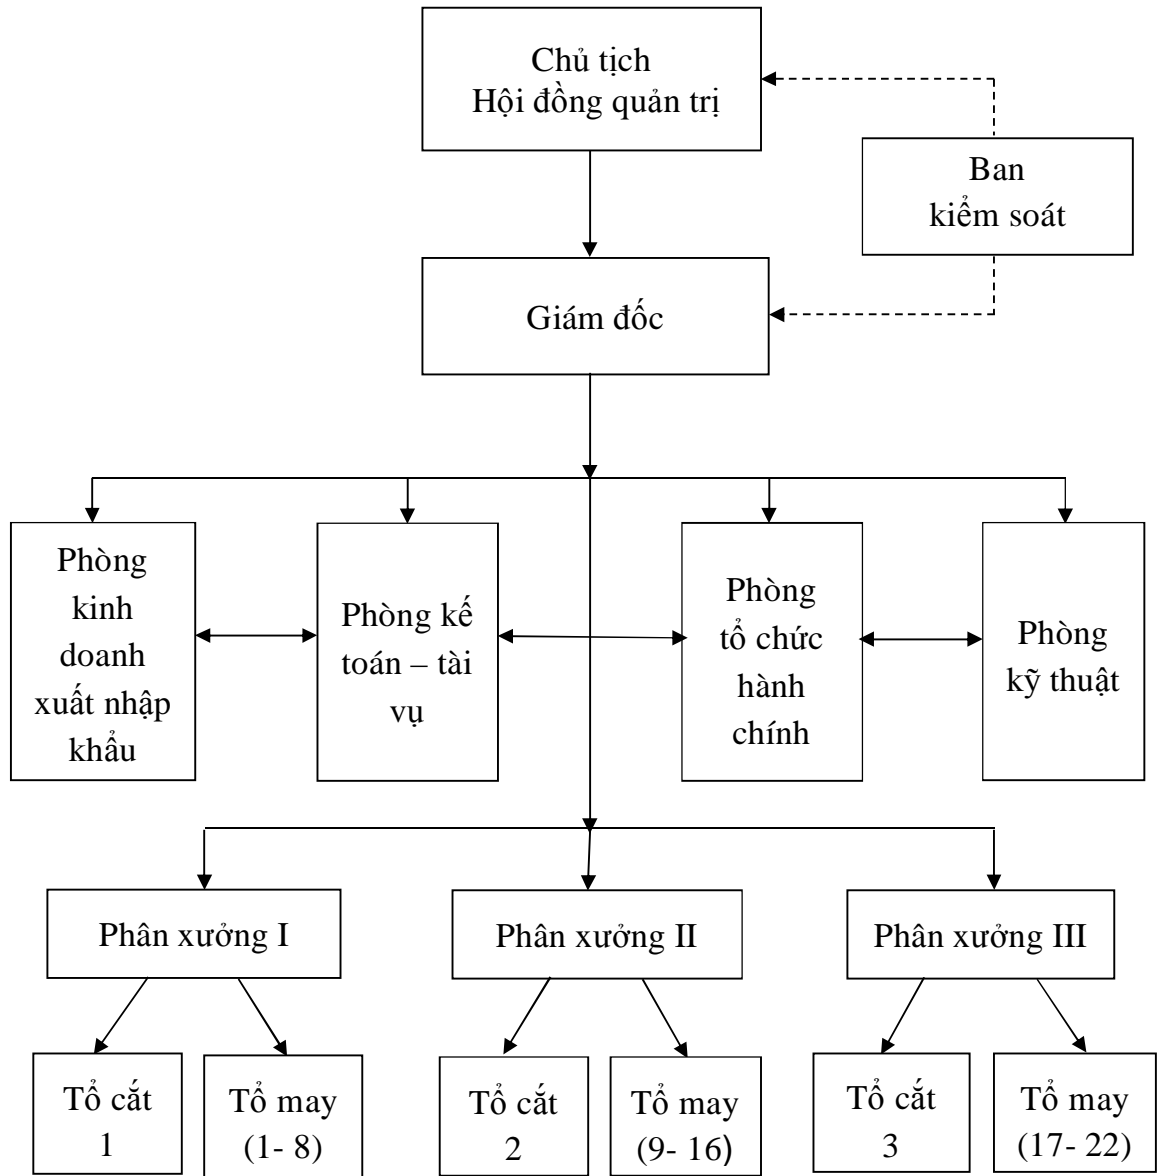 Chủ tịch
Hội đồng quản trị
Ban
kiểm soát
Giám đốc
Phòng
kinh
doanh
xuất nhập
khẩu
Phòng kế
toán – tài
vụ
Phòng
tổ chức
hành
chính
Phòng
kỹ thuật
Phân xưởng I
Phân xưởng II
Phân xưởng III
Tổ cắt
1
Tổ may
(1- 8)
Tổ cắt
2
Tổ may
(9- 16)
Tổ cắt
3
Tổ may
(17- 22)